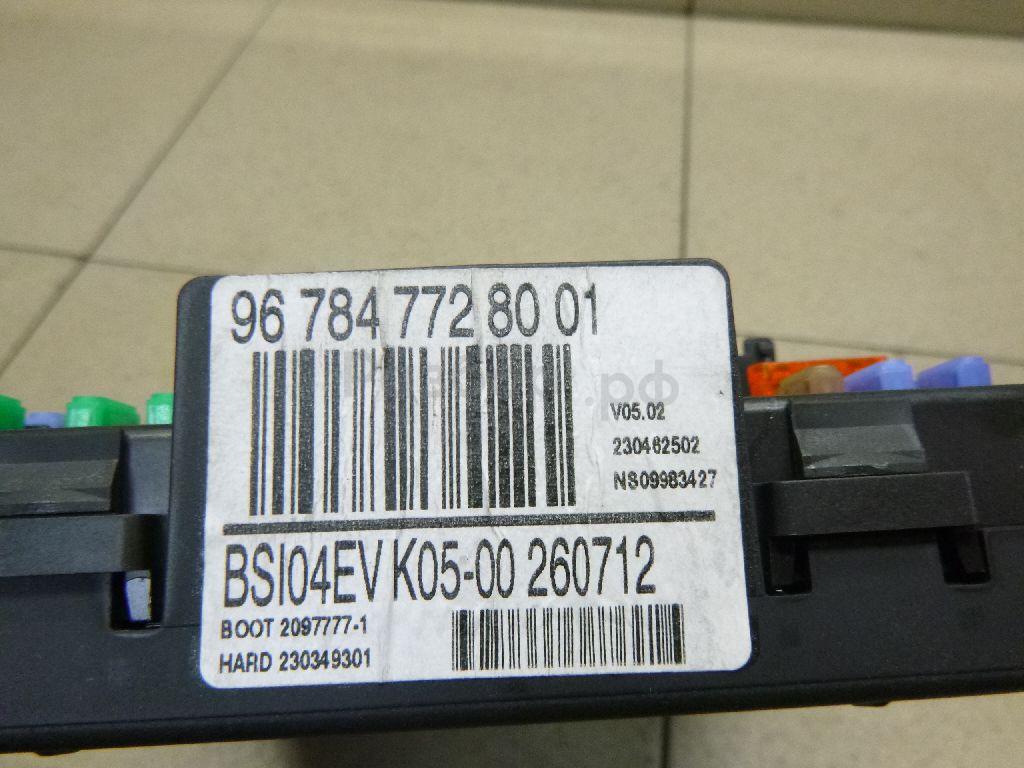 96 784 772 80 01
V05.02
230462502
NS09983427
BSI04EV K05-00 260712
BOOT 2097777-1
HARD 230349301